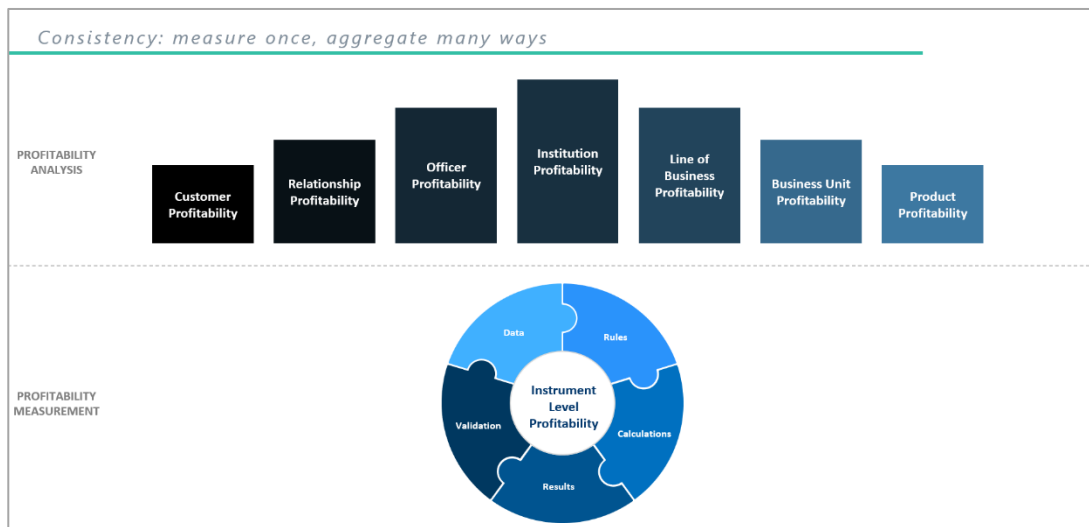 Consistency: measure once, aggregate many ways
PROFITABILITY
ANALYSIS
Customer
Profitability
Relationship
Profitability
Officer
Profitability
Institution
Profitability
Line of
Business
Profitability
Business Unit
Profitability
Product
Profitability
PROFITABILITY
MEASUREMENT
Data
Rules
Instrument
Level
Profitability
Validation
Calculations
Results